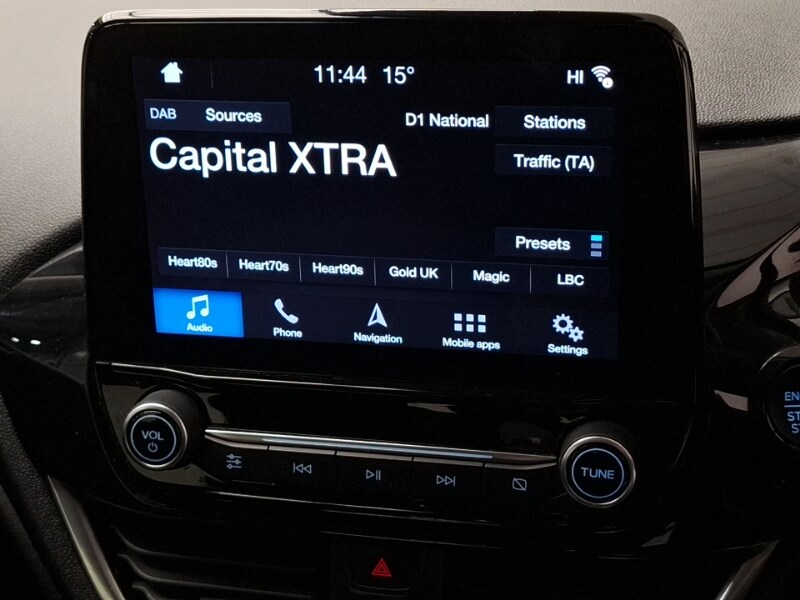 11:44 15° HI
DAB Sources D1 National Stations
Capital XTRA Traffic (TA)
Presets
Heart80s Heart70s Heart90s Gold UK Magic LBC
Audio Phone Navigation Mobile apps Settings
VOL TUNE